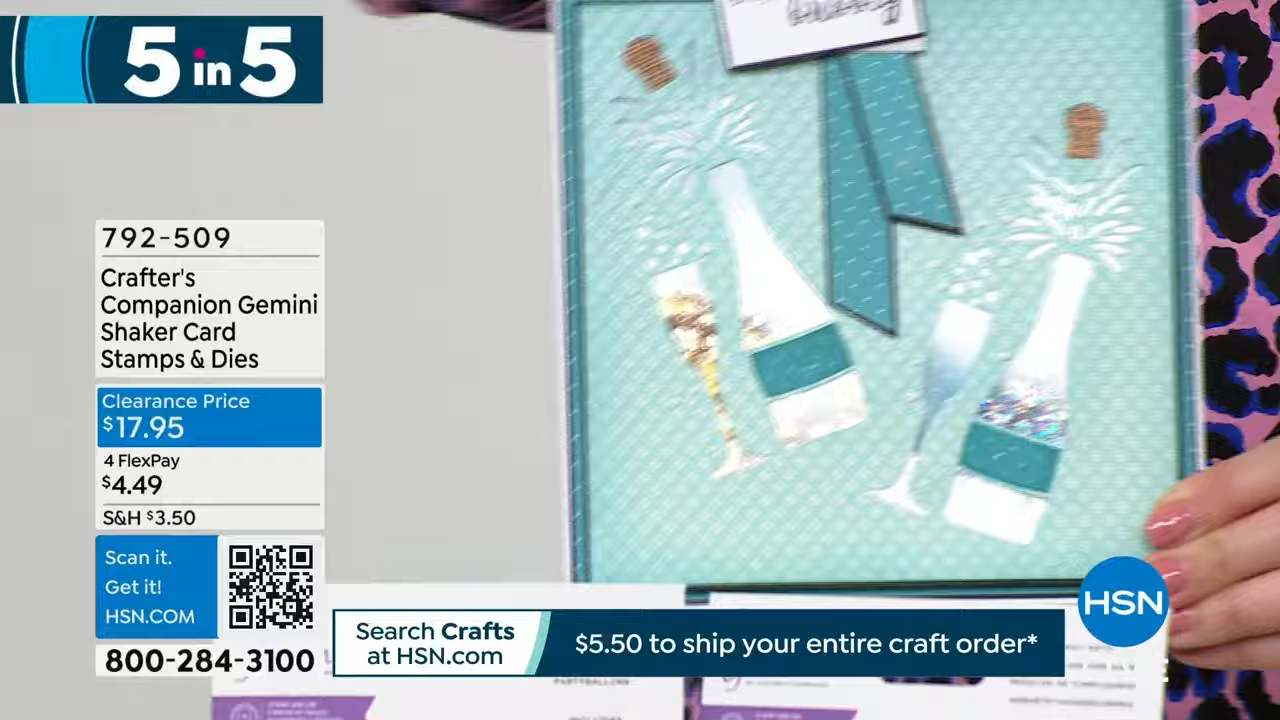 5 in 5
792-509
Crafter's
Companion Gemini
Shaker Card
Stamps & Dies
Clearance Price
$17.95
4 FlexPay
$4.49
S&H $3.50
Scan it.
Get it!
HSN.COM
800-284-3100
Search Crafts
at HSN.com
$5.50 to ship your entire craft order*
HSN